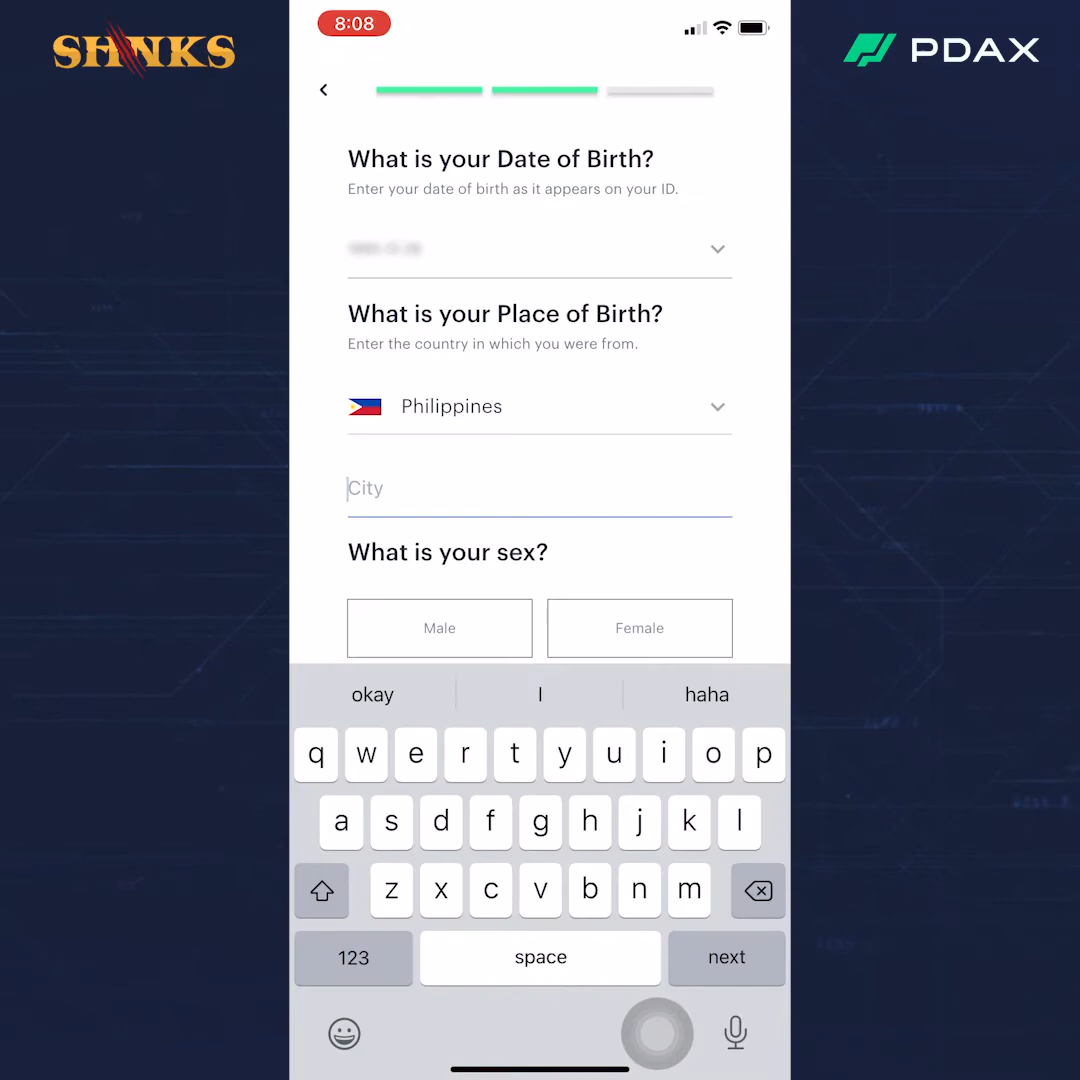 SHINKS
PDAX
8:08
What is your Date of Birth?
Enter your date of birth as it appears on your ID.
What is your Place of Birth?
Enter the country in which you were from.
Philippines
City
What is your sex?
Male
Female
okay
I
haha
q w e r t y u i o p
a s d f g h j k l
z x c v b n m
123
space
next